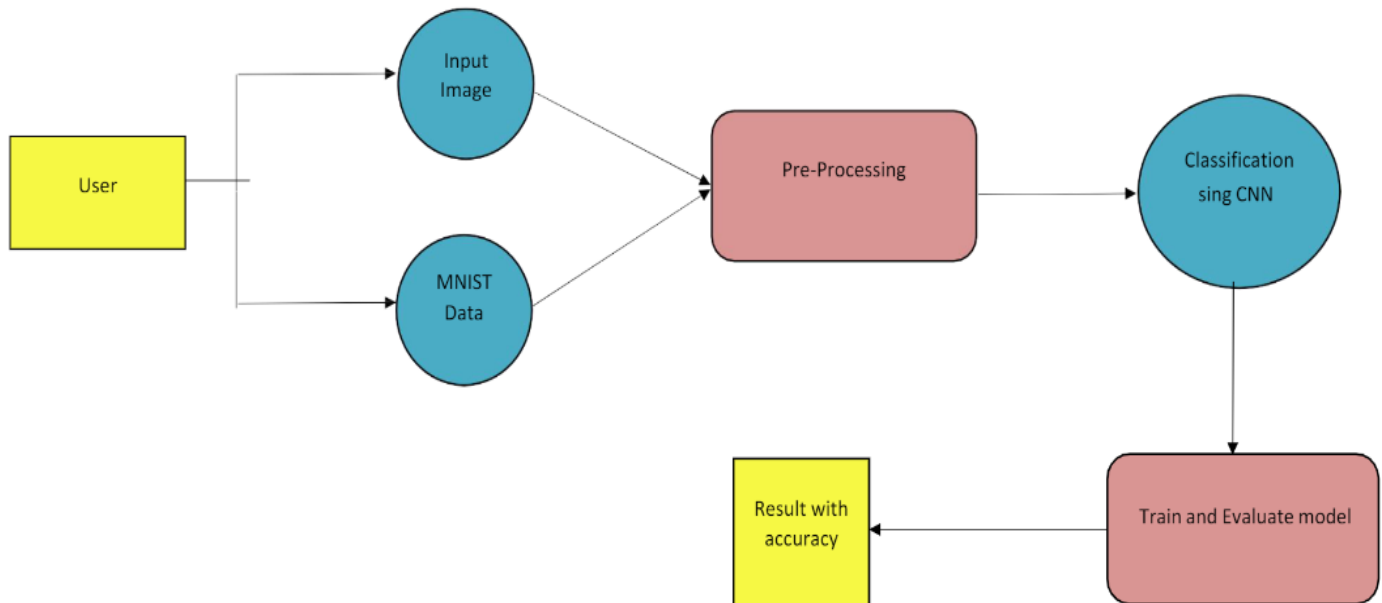 Input
Image
User
MNIST
Data
Pre-Processing
Classification
sing CNN
Train and Evaluate model
Result with
accuracy